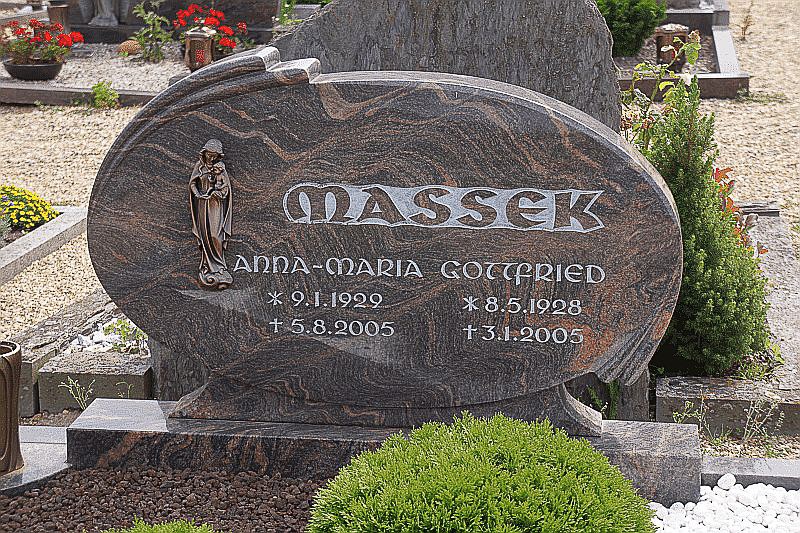 MASSEK
ANNA-MARIA GOTTFRIED
* 9.1.1929 * 8.5.1928
† 5.8.2005 † 3.1.2005